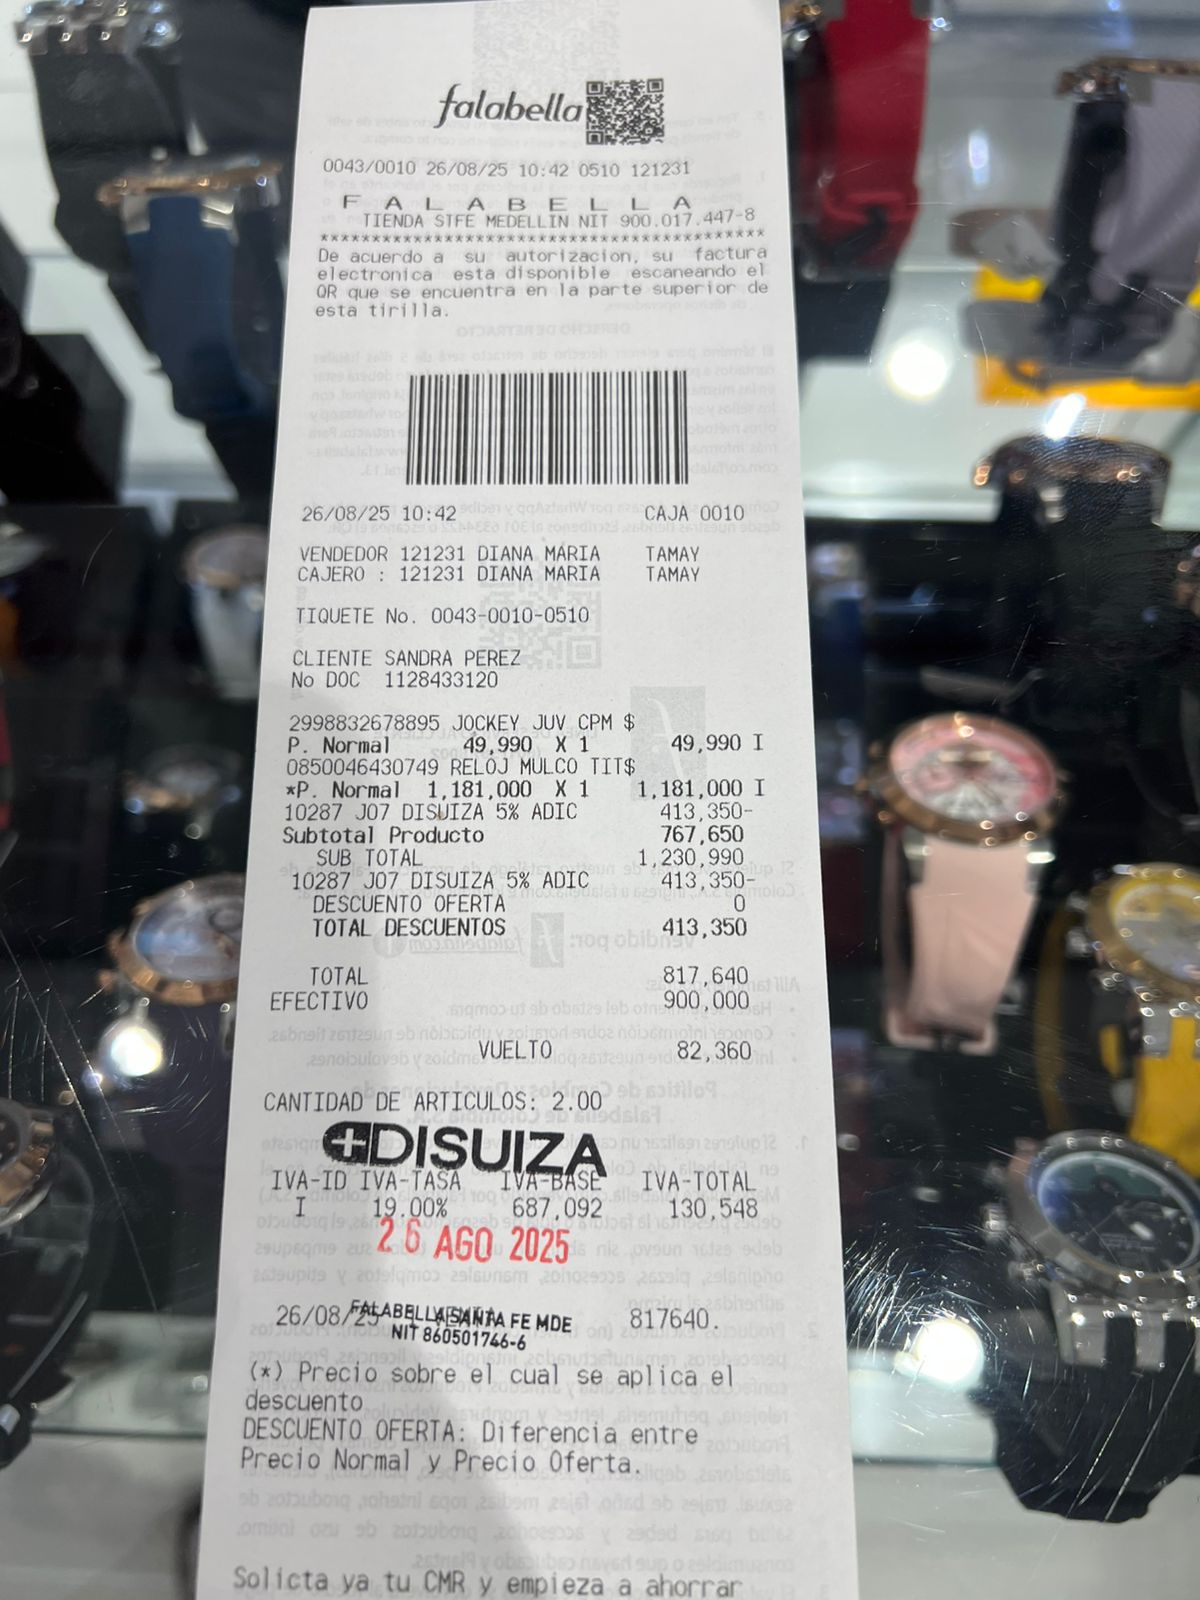 falabella
0043/0010 26/08/25 10:42 0510 121231
F A L A B E L L A
TIENDA STFE MEDELLIN NIT 900.017.447-8
******************************************
De acuerdo a su autorizacion, su factura
electronica esta disponible escaneando el
QR que se encuentra en la parte superior de
esta tirilla.
26/08/25 10:42 CAJA 0010
VENDEDOR 121231 DIANA MARIA TAMAY
CAJERO : 121231 DIANA MARIA TAMAY
TIQUETE No. 0043-0010-0510
CLIENTE SANDRA PEREZ
No DOC 1128433120
2998832678895 JOCKEY JUV CPM $
P. Normal 49,990 X 1 49,990 I
0850046430749 RELOJ MULCO TIT$
*P. Normal 1,181,000 X 1 1,181,000 I
10287 J07 DISUIZA 5% ADIC 413,350-
Subtotal Producto 767,650
SUB TOTAL 1,230,990
10287 J07 DISUIZA 5% ADIC 413,350-
DESCUENTO OFERTA 0
TOTAL DESCUENTOS 413,350
TOTAL 817,640
EFECTIVO 900,000
VUELTO 82,360
CANTIDAD DE ARTICULOS: 2.00
DISUIZA
IVA-ID IVA-TASA IVA-BASE IVA-TOTAL
I 19.00% 687,092 130,548
26 AGO 2025
26/08/25 817640.
FALABELLA SANTA FE MDE
NIT 860501746-6
(*) Precio sobre el cual se aplica el
descuento
DESCUENTO OFERTA: Diferencia entre
Precio Normal y Precio Oferta.
Solicta ya tu CMR y empieza a ahorrar